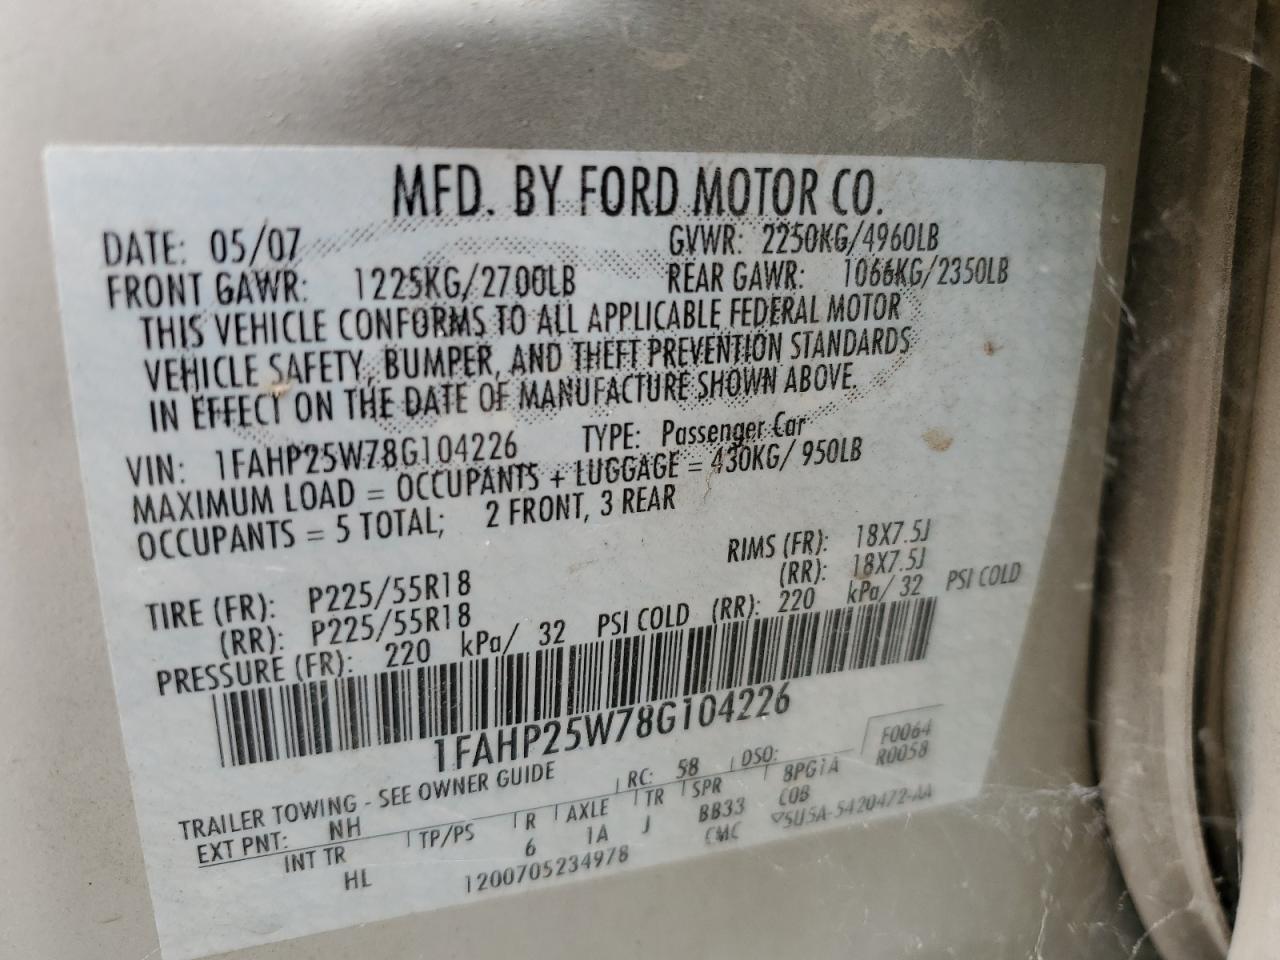 MFD. BY FORD MOTOR CO.
DATE: 05/07 GVWR: 2250KG/4960LB
FRONT GAWR: 1225KG/2700LB REAR GAWR: 1066KG/2350LB
THIS VEHICLE CONFORMS TO ALL APPLICABLE FEDERAL MOTOR
VEHICLE SAFETY, BUMPER, AND THEFT PREVENTION STANDARDS
IN EFFECT ON THE DATE OF MANUFACTURE SHOWN ABOVE.
VIN: 1FAHP25W78G104226 TYPE: Passenger Car
MAXIMUM LOAD = OCCUPANTS + LUGGAGE = 430KG/ 950LB
OCCUPANTS = 5 TOTAL; 2 FRONT, 3 REAR
TIRE (FR): P225/55R18 RIMS (FR): 18X7.5J
(RR): P225/55R18 (RR): 18X7.5J
PRESSURE (FR): 220 kPa/ 32 PSI COLD (RR): 220 kPa/ 32 PSI COLD
1FAHP25W78G104226
TRAILER TOWING - SEE OWNER GUIDE RC: 58 DSO: F0064
EXT PNT: NH R0058
INT TR TP/PS R AXLE TR SPR 8PG1A
HL 6 1A J BB33 COB
1200705234978 CMC ▽5U5A-5420472-AA